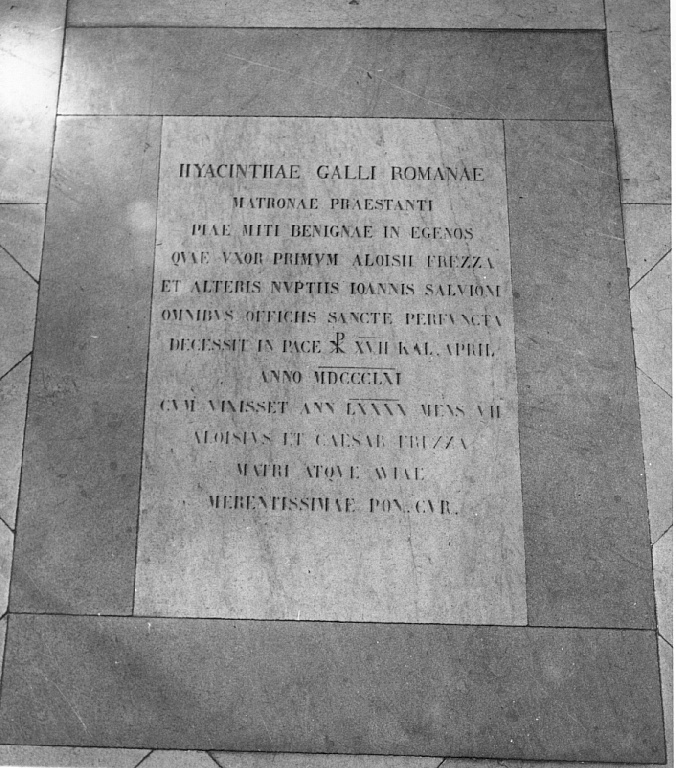 HYACINTHAE GALLI ROMANAE
MATRONAE PRAESTANTI
PIAE MITI BENIGNAE IN EGENOS
QVAE VXOR PRIMVM ALOISII FREZZA
ET ALTERIS NVPTIIS IOANNIS SALVIONI
OMNIBVS OFFICIIS SANCTE PERFVNCTA
DECESSIT IN PACE ☧ XVII KAL. APRIL
ANNO MDCCCLXI
CVM VIXISSET ANN LXXXX MENS VII
ALOISIVS ET CAESAR FREZZA
MATRI ATQVE AVIAE
MERENTISSIMAE PON. CVR.